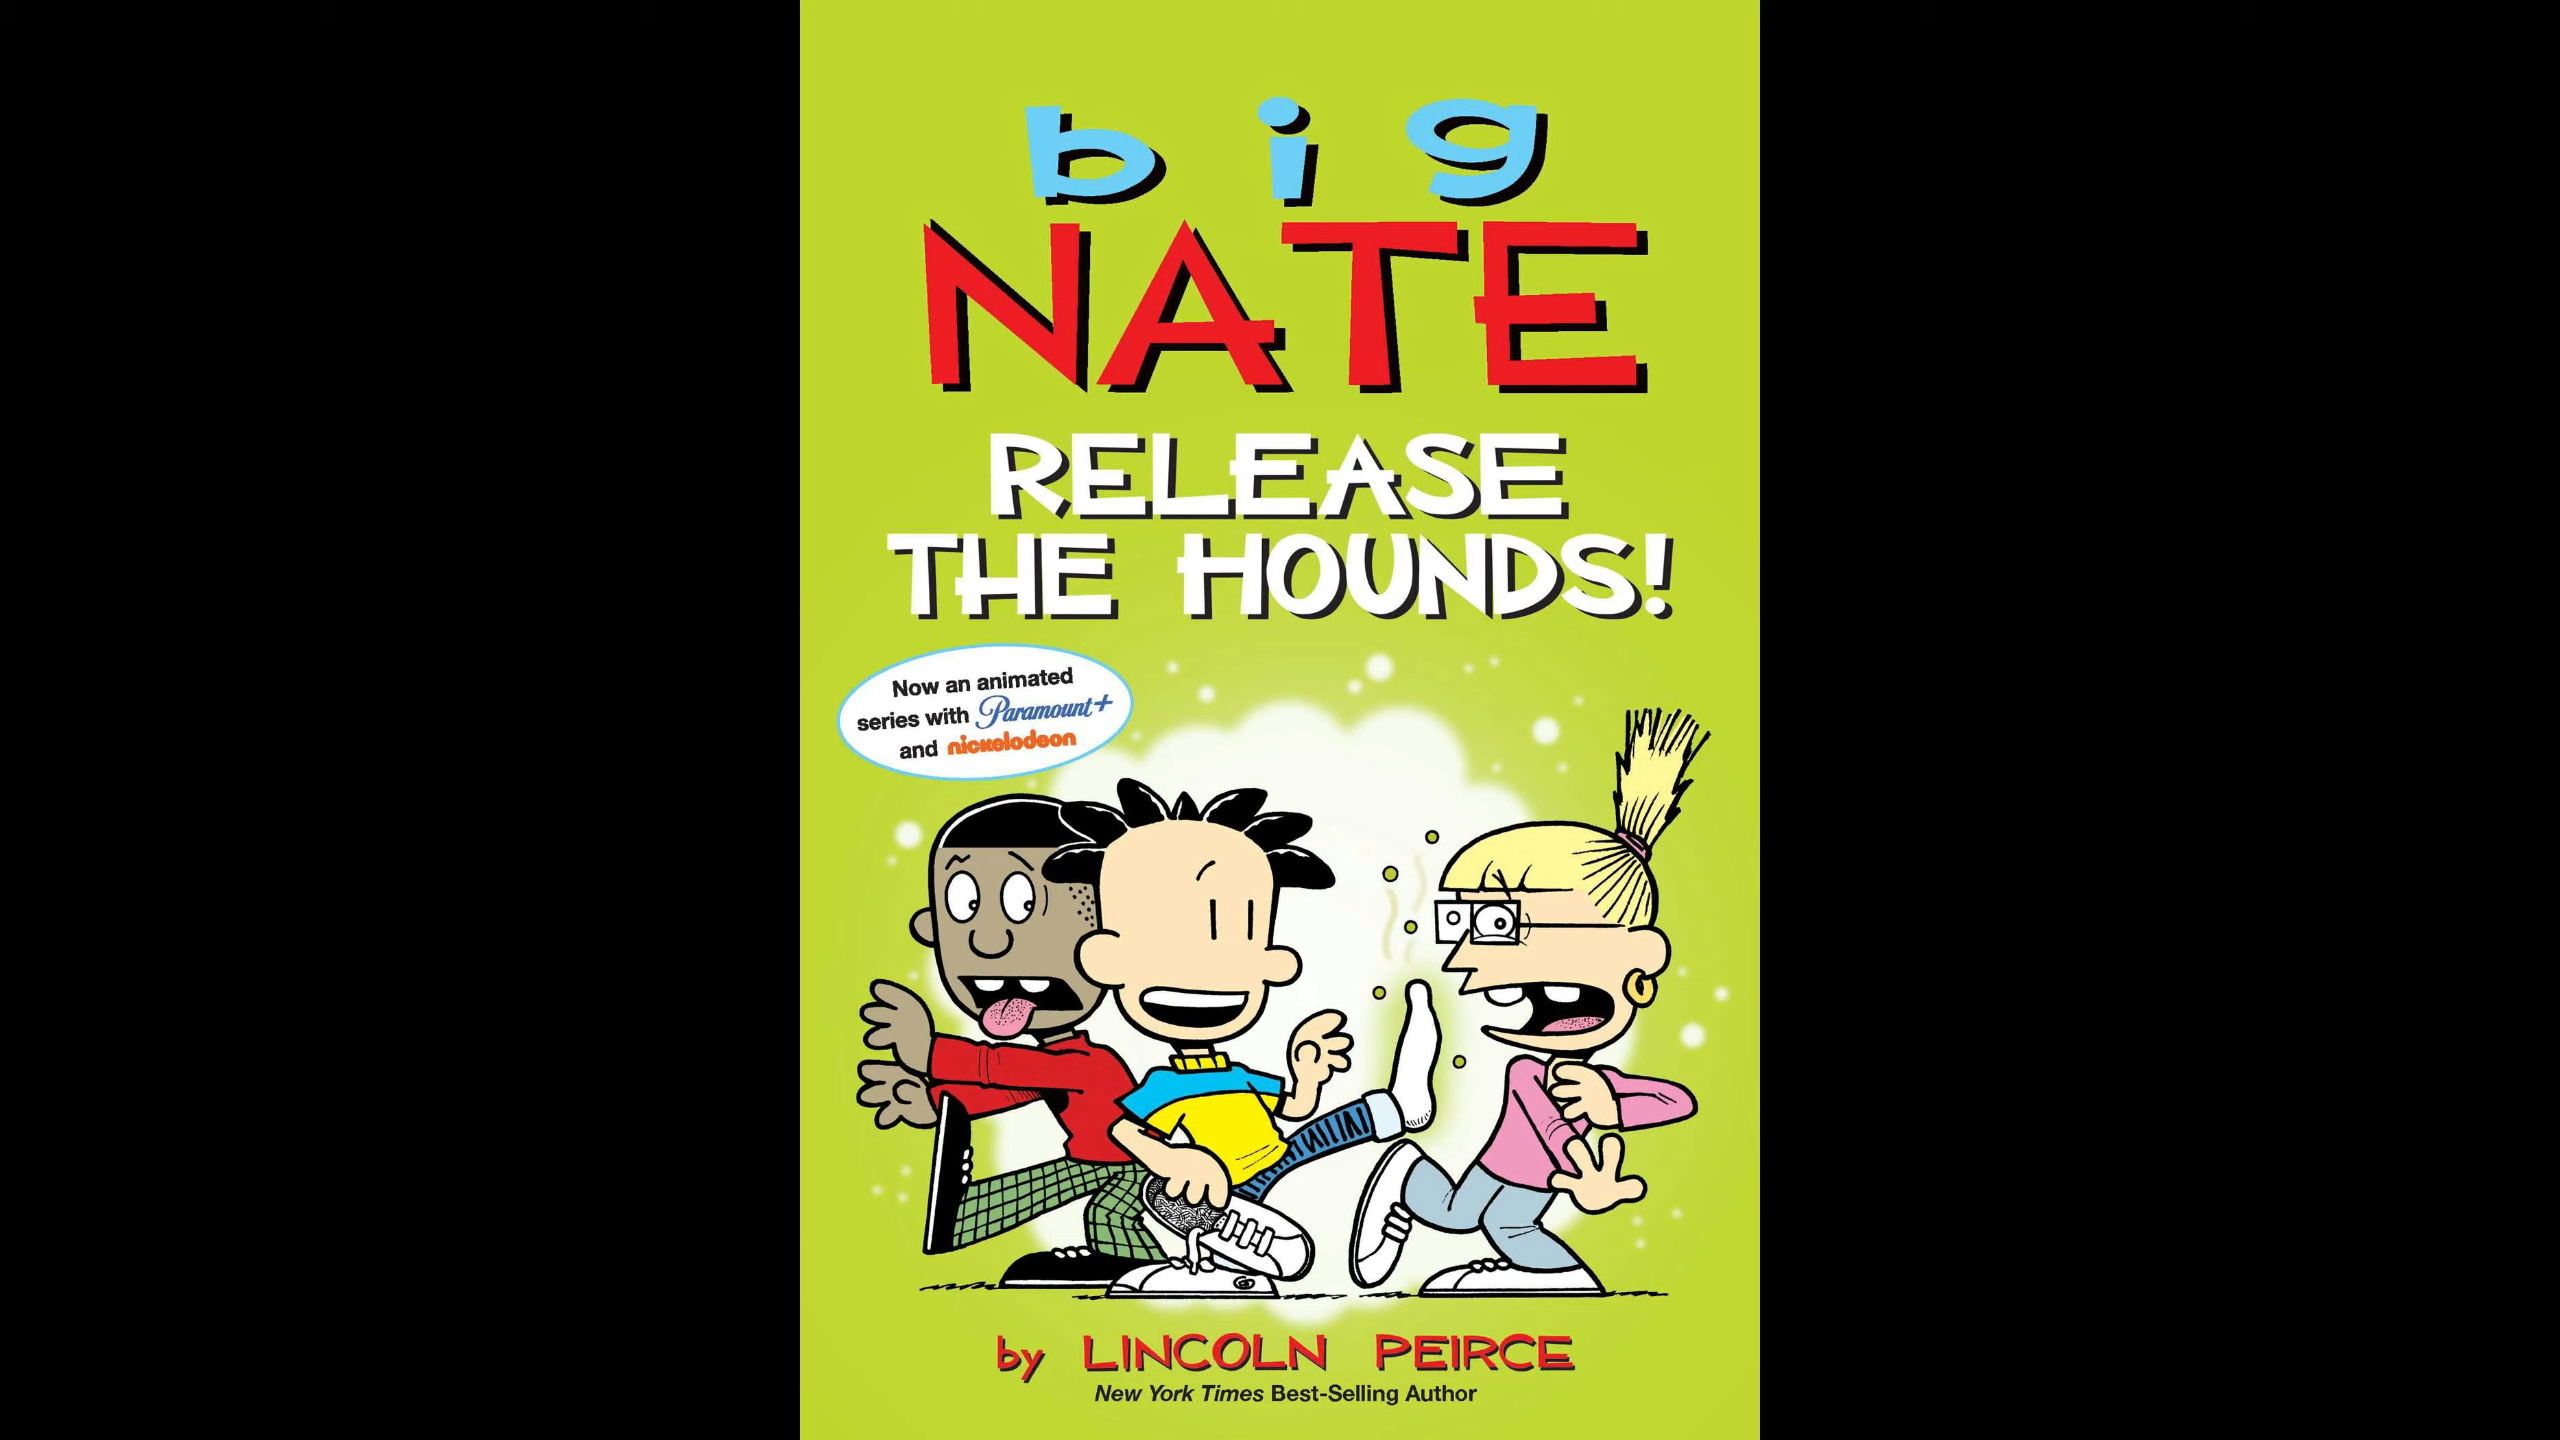 big
NATE
RELEASE
THE HOUNDS!
Now an animated
series with Paramount+
and nickelodeon
by LINCOLN PEIRCE
New York Times Best-Selling Author